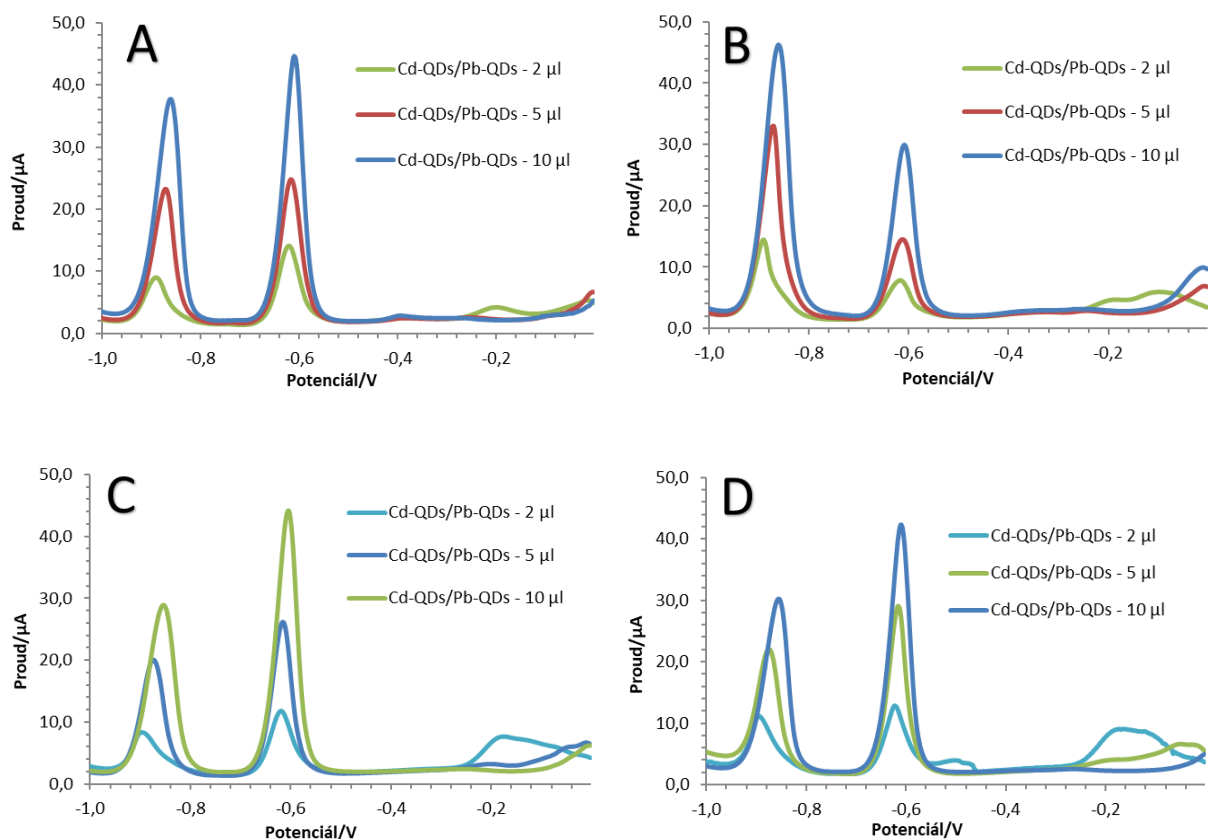 A
50,0
40,0
30,0
20,0
10,0
0,0
Proud/µA
-1,0
-0,8
-0,6
-0,4
-0,2
Potenciál/V
Cd-QDs/Pb-QDs - 2 µl
Cd-QDs/Pb-QDs - 5 µl
Cd-QDs/Pb-QDs - 10 µl
B
50,0
40,0
30,0
20,0
10,0
0,0
Proud/µA
-1,0
-0,8
-0,6
-0,4
-0,2
Potenciál/V
Cd-QDs/Pb-QDs - 2 µl
Cd-QDs/Pb-QDs - 5 µl
Cd-QDs/Pb-QDs - 10 µl
C
50,0
40,0
30,0
20,0
10,0
0,0
Proud/µA
-1,0
-0,8
-0,6
-0,4
-0,2
Potenciál/V
Cd-QDs/Pb-QDs - 2 µl
Cd-QDs/Pb-QDs - 5 µl
Cd-QDs/Pb-QDs - 10 µl
D
50,0
40,0
30,0
20,0
10,0
0,0
Proud/µA
-1,0
-0,8
-0,6
-0,4
-0,2
Potenciál/V
Cd-QDs/Pb-QDs - 2 µl
Cd-QDs/Pb-QDs - 5 µl
Cd-QDs/Pb-QDs - 10 µl